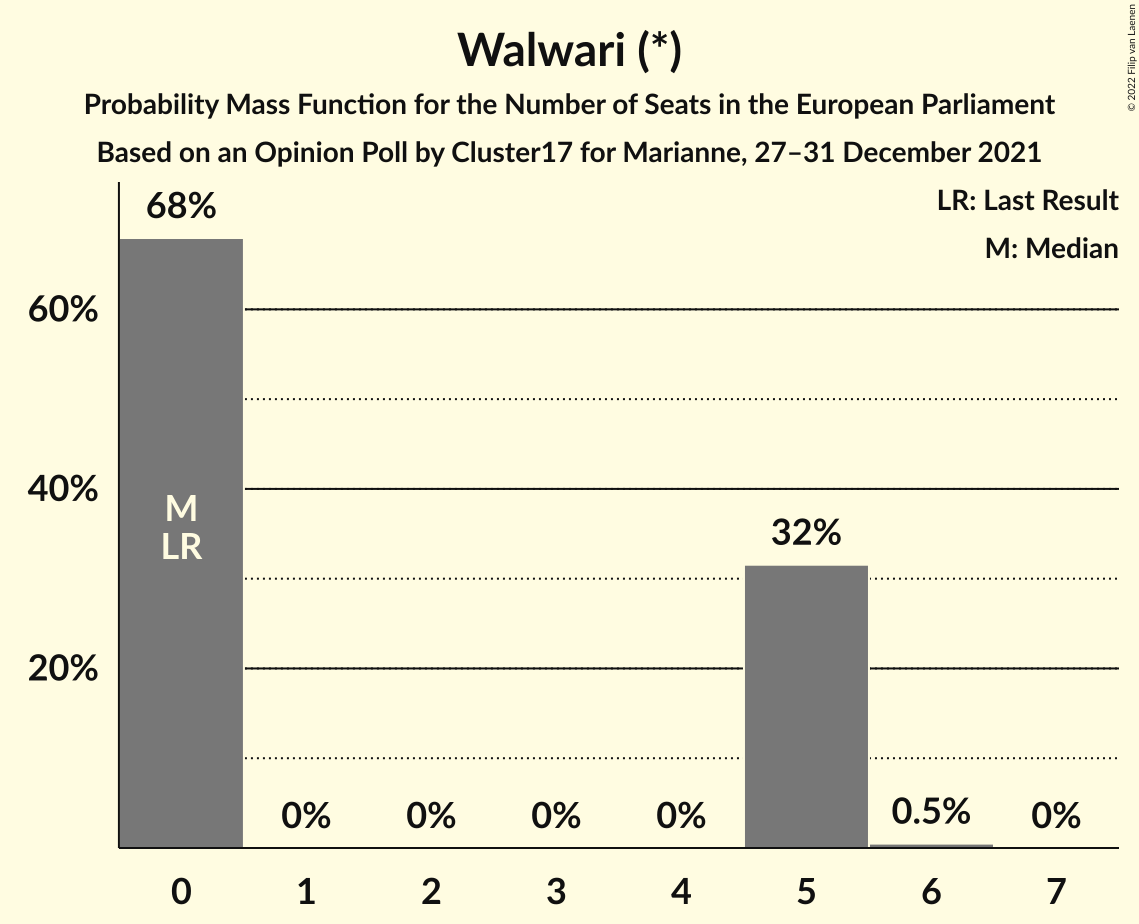 Walwari (*)
Probability Mass Function for the Number of Seats in the European Parliament
Based on an Opinion Poll by Cluster17 for Marianne, 27–31 December 2021
© 2022 Filip van Laenen
LR: Last Result
M: Median
68%
60%
40%
20%
M
LR
0%
0%
0%
0%
32%
0.5%
0%
0
1
2
3
4
5
6
7